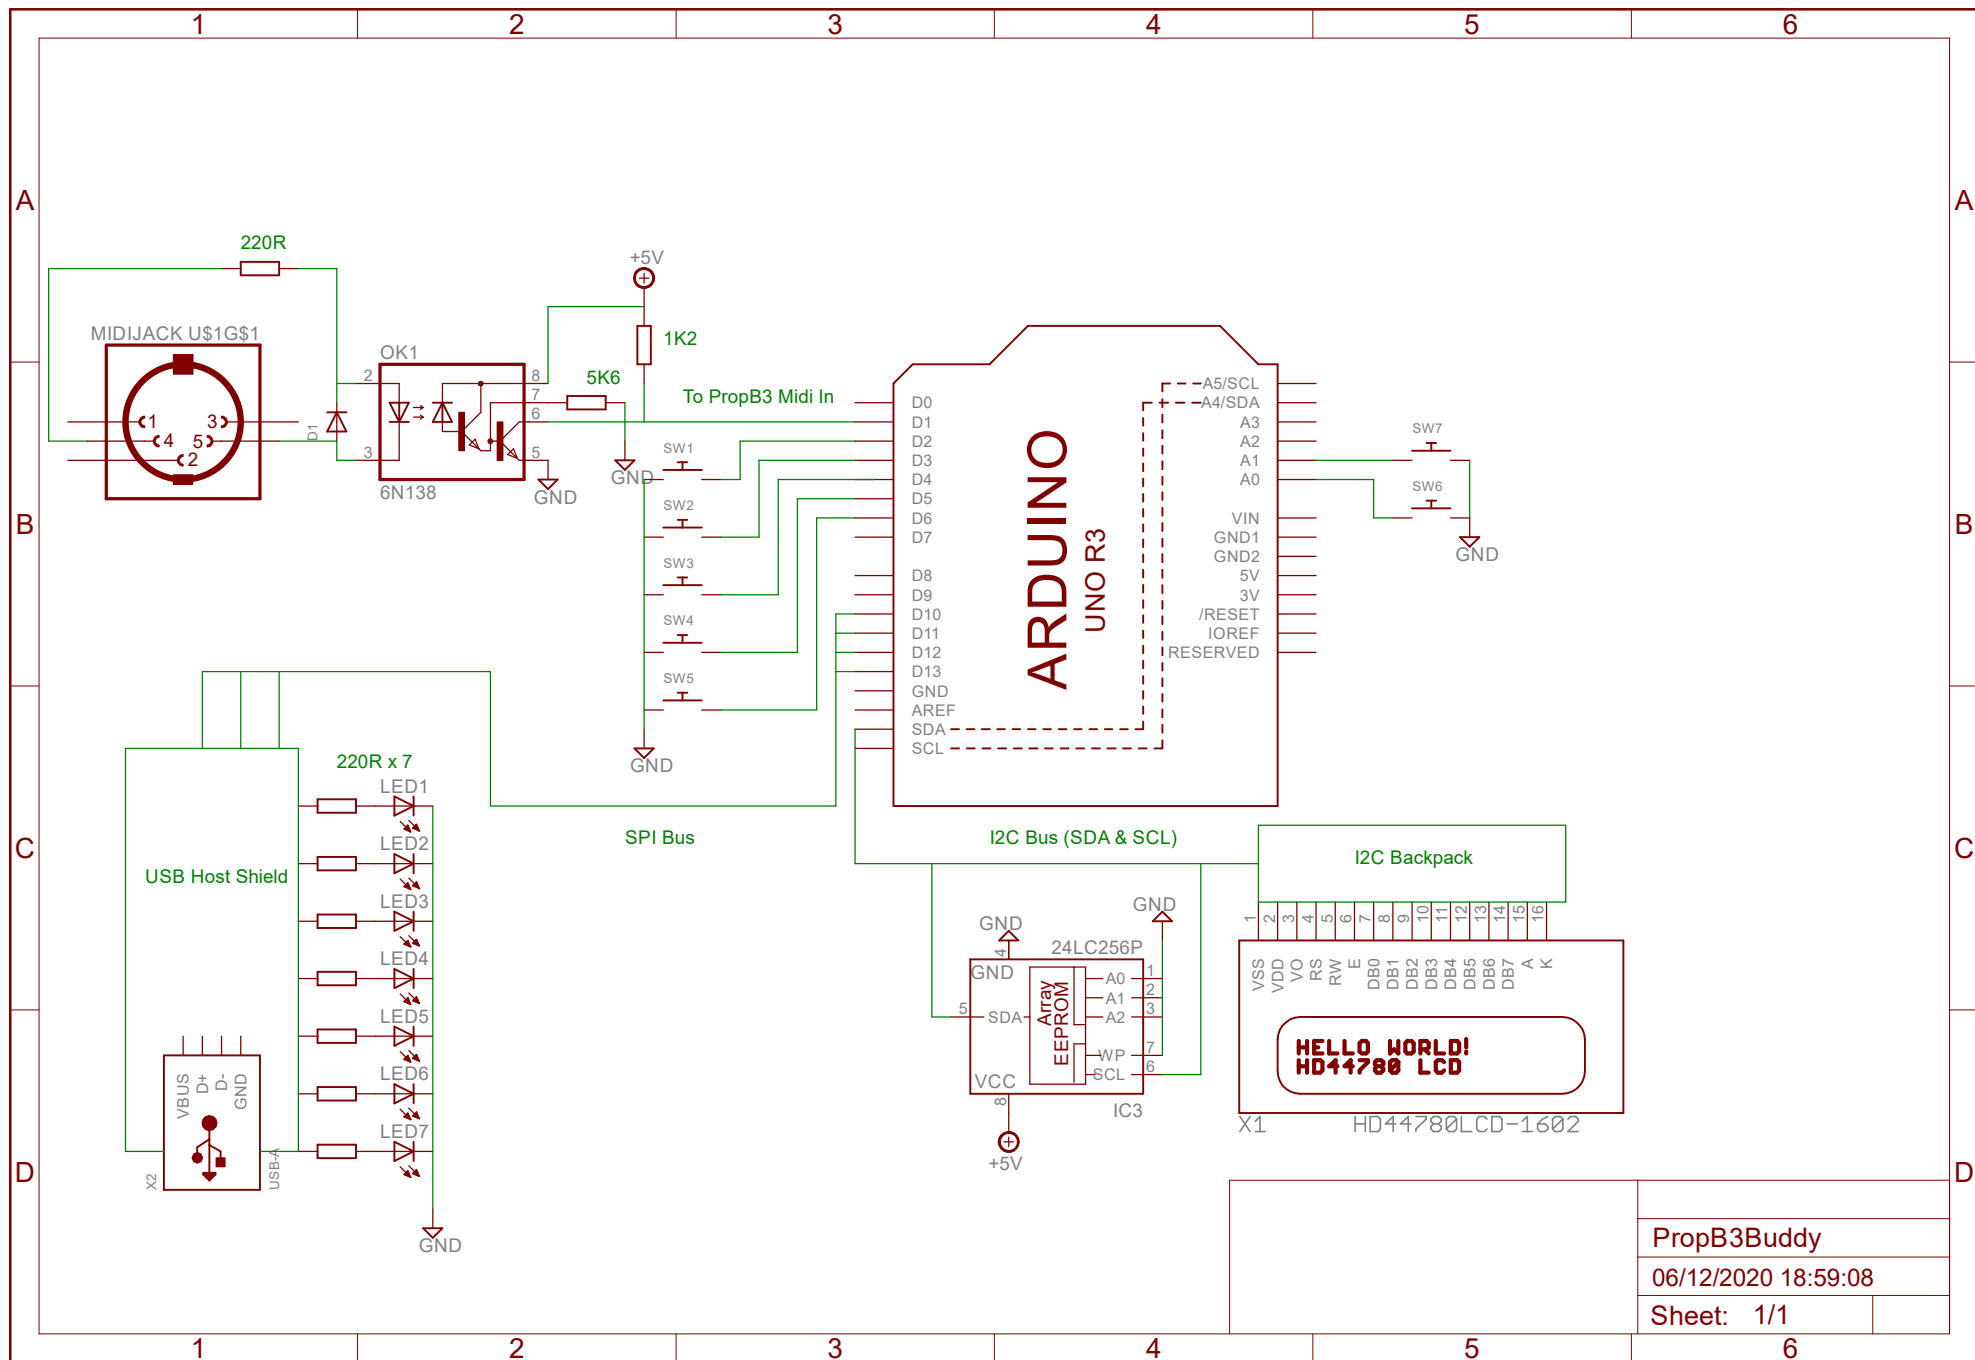 1 2 3 4 5 6
A A
B B
C C
D D
220R
MIDIJACK U$1G$1
1
4
2
3
5
D1
OK1
2
3
8
7
6
5
6N138
GND
+5V
1K2
5K6
GND
To PropB3 Midi In
SW1
SW2
SW3
SW4
SW5
GND
D0
D1
D2
D3
D4
D5
D6
D7
D8
D9
D10
D11
D12
D13
GND
AREF
SDA
SCL
ARDUINO
UNO R3
A5/SCL
A4/SDA
A3
A2
A1
A0
VIN
GND1
GND2
5V
3V
/RESET
IOREF
RESERVED
SW7
SW6
GND
220R x 7
LED1
LED2
LED3
LED4
LED5
LED6
LED7
GND
USB Host Shield
VBUS
D+
D-
GND
X2
USB-A
SPI Bus
I2C Bus (SDA & SCL)
GND
GND
24LC256P
4
GND
5
SDA
Array
EEPROM
A0
A1
A2
WP
SCL
1
2
3
7
6
VCC
8
IC3
+5V
I2C Backpack
1 2 3 4 5 6 7 8 9 10 11 12 13 14 15 16
VSS VDD VO RS RW E DB0 DB1 DB2 DB3 DB4 DB5 DB6 DB7 A K
HELLO WORLD!
HD44780 LCD
X1
HD44780LCD-1602
PropB3Buddy
06/12/2020 18:59:08
Sheet: 1/1
1 2 3 4 5 6